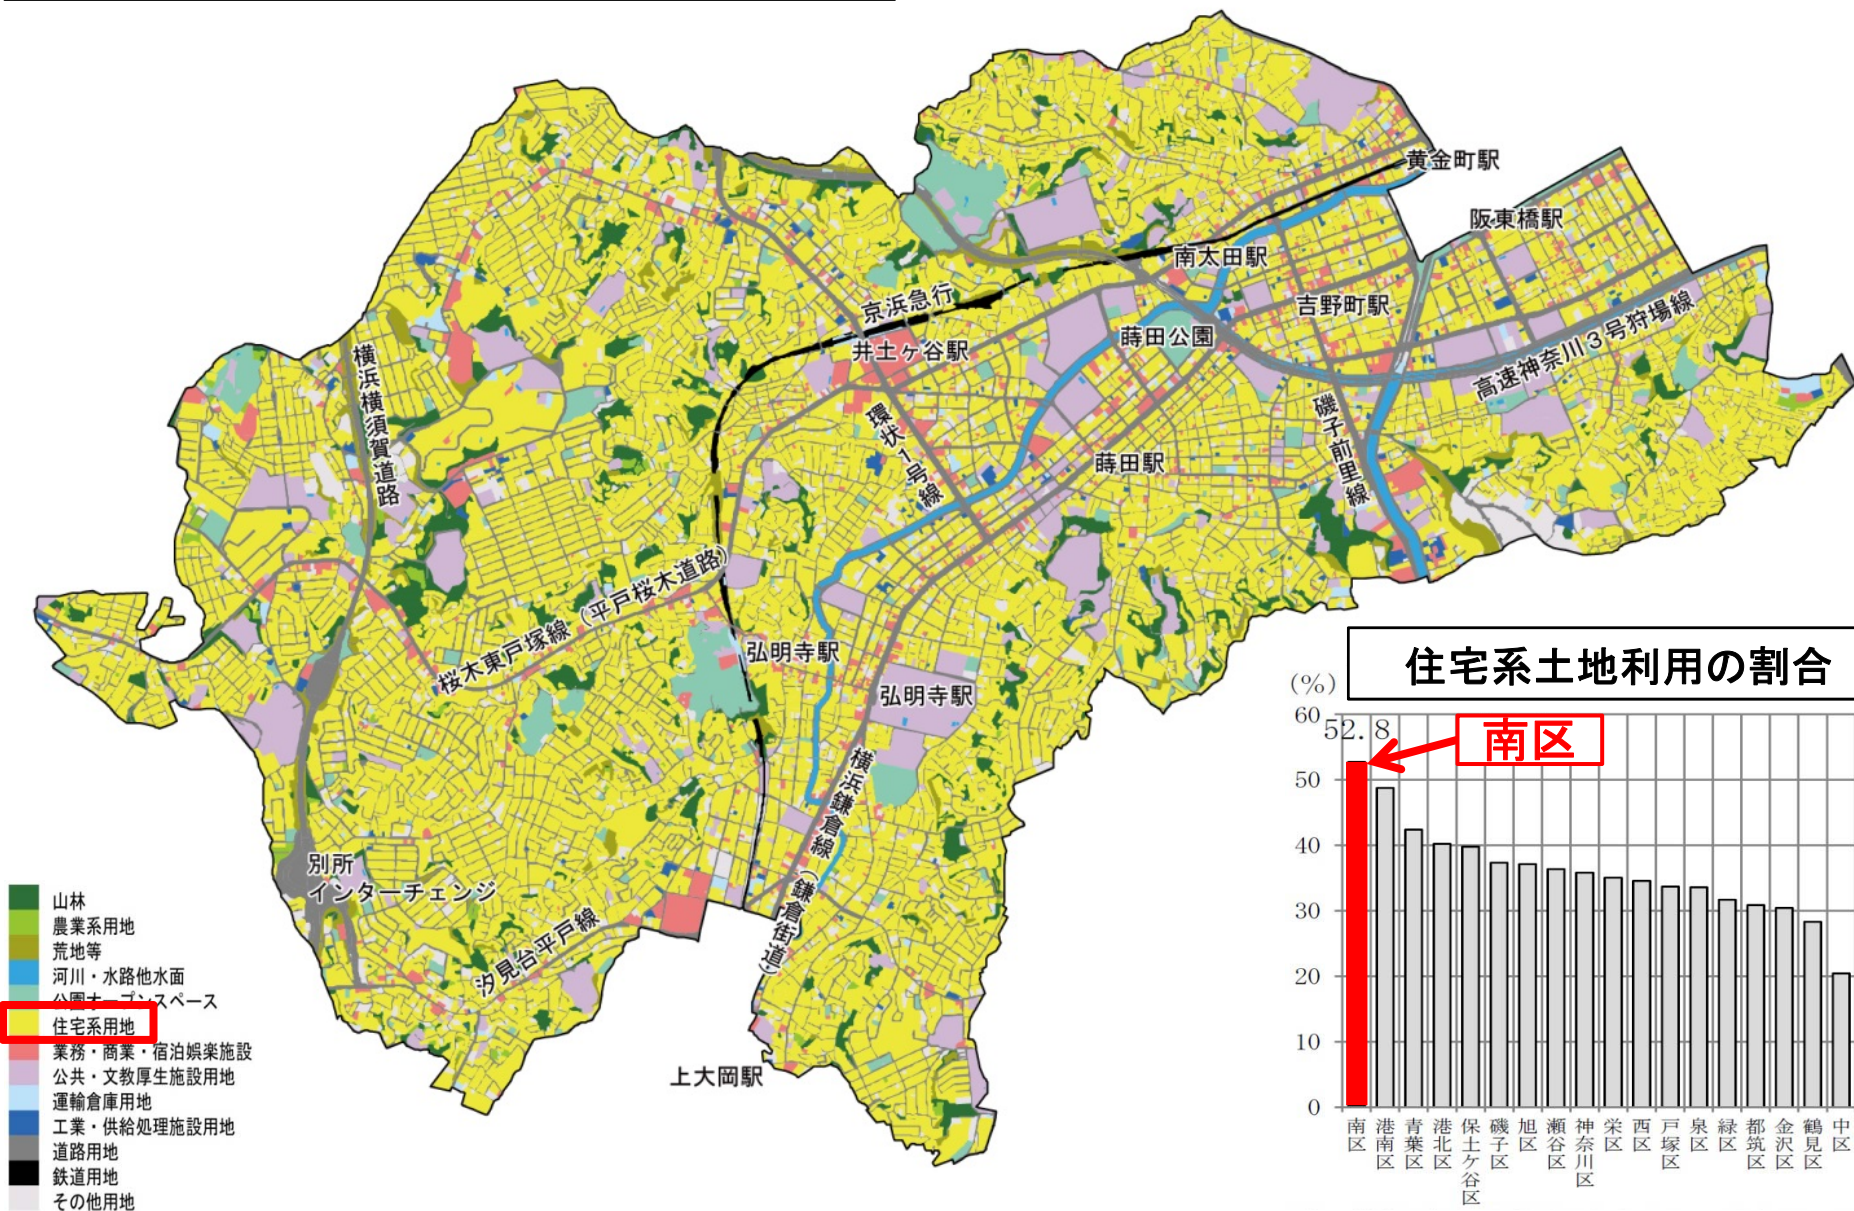 黄金町駅
阪東橋駅
南太田駅
京浜急行
吉野町駅
蒔田公園
井土ヶ谷駅
高速神奈川3号狩場線
横浜横須賀道路
環状1号線
磯子前里線
蒔田駅
桜木東戸塚線(平戸桜木道路)
弘明寺駅
弘明寺駅
横浜鎌倉線(鎌倉街道)
別所
インターチェンジ
汐見台平戸線
上大岡駅
山林
農業系用地
荒地等
河川・水路他水面
公園オープンスペース
住宅系用地
業務・商業・宿泊娯楽施設
公共・文教厚生施設用地
運輸倉庫用地
工業・供給処理施設用地
道路用地
鉄道用地
その他用地
住宅系土地利用の割合
(%)
60
52.8
南区
50
40
30
20
10
0
南区
港南区
青葉区
港北区
保土ケ谷区
磯子区
旭区
瀬谷区
神奈川区
栄区
西区
戸塚区
泉区
緑区
都筑区
金沢区
鶴見区
中区